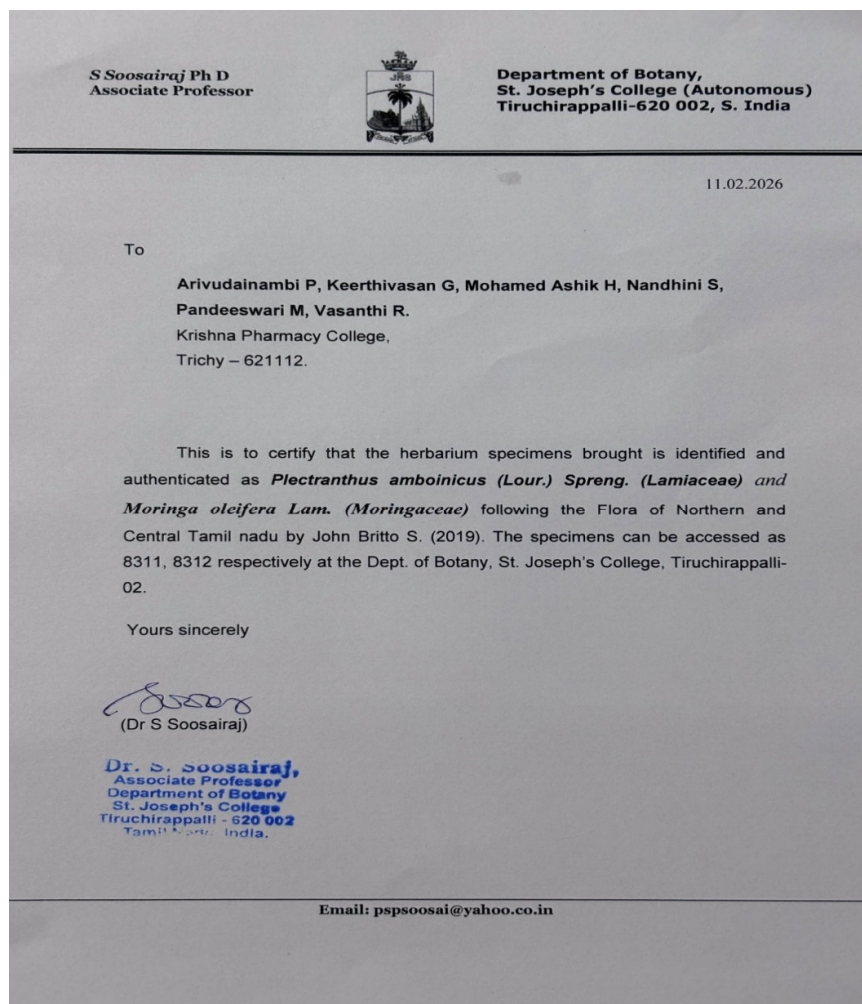 S Soosairaj Ph D
Associate Professor
JHS
Department of Botany,
St. Joseph's College (Autonomous)
Tiruchirappalli-620 002, S. India
11.02.2026
To
Arivudainambi P, Keerthivasan G, Mohamed Ashik H, Nandhini S,
Pandeeswari M, Vasanthi R.
Krishna Pharmacy College,
Trichy – 621112.
This is to certify that the herbarium specimens brought is identified and
authenticated as Plectranthus amboinicus (Lour.) Spreng. (Lamiaceae) and
Moringa oleifera Lam. (Moringaceae) following the Flora of Northern and
Central Tamil nadu by John Britto S. (2019). The specimens can be accessed as
8311, 8312 respectively at the Dept. of Botany, St. Joseph's College, Tiruchirappalli-
02.
Yours sincerely
(Dr S Soosairaj)
Dr. S. Soosairaj,
Associate Professor
Department of Botany
St. Joseph's College
Tiruchirappalli - 620 002
Tamil India.
Email: pspsoosai@yahoo.co.in